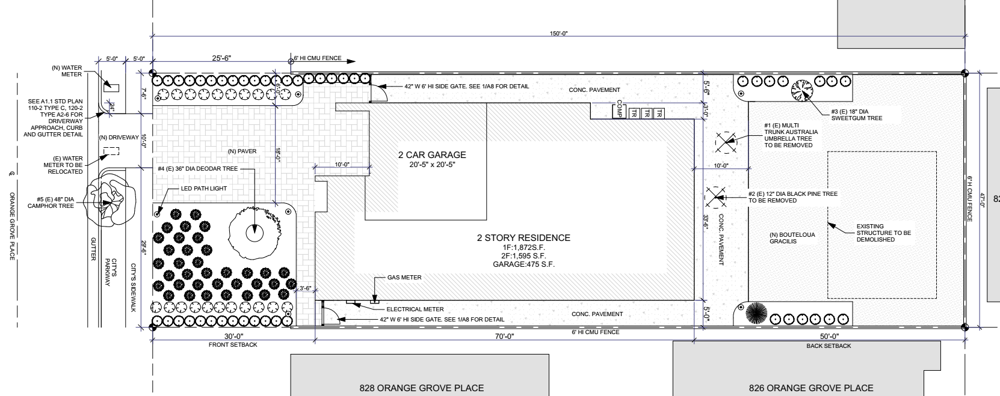 150'-0"
5'-0"
5'-0"
25'-6"
6' HI CMU FENCE
(N) WATER
METER
7'-6"
24"
6'-0"
42" W 6' HI SIDE GATE. SEE 1/A8 FOR DETAIL
CONC. PAVEMENT
5'-6"
3'-0"
COMP
TR
TR
TR
#3 (E) 18" DIA
SWEETGUM TREE
SEE A1.1 STD PLAN
110-2 TYPE C, 120-2
TYPE A2-6 FOR
DRIVEWAY
APPROACH, CURB
AND GUTTER DETAIL
(N) DRIVEWAY
10'-0"
(N) PAVER
18'-0"
#1 (E) MULTI
TRUNK AUSTRALIA
UMBRELLA TREE
TO BE REMOVED
2 CAR GARAGE
20'-5" x 20'-5"
(E) WATER
METER TO BE
RELOCATED
#4 (E) 36" DIA DEODAR TREE
10'-0"
10'-0"
LED PATH LIGHT
#5 (E) 48" DIA
CAMPHOR TREE
#2 (E) 12" DIA BLACK PINE TREE
TO BE REMOVED
6' H CMU FENCE
47'-0"
82
℄
ORANGE GROVE PLACE
GUTTER
CITY'S
PARKWAY
CITY'S SIDEWALK
29'-6"
33'-6"
CONC. PAVEMENT
2 STORY RESIDENCE
1F:1,872S.F.
2F:1,595 S.F.
GARAGE:475 S.F.
(N) BOUTELOUA
GRACILIS
EXISTING
STRUCTURE TO BE
DEMOLISHED
GAS METER
3'-6"
ELECTRICAL METER
42" W 6' HI SIDE GATE. SEE 1/A8 FOR DETAIL
CONC. PAVEMENT
5'-0"
6' HI CMU FENCE
30'-0"
FRONT SETBACK
70'-0"
50'-0"
BACK SETBACK
828 ORANGE GROVE PLACE
826 ORANGE GROVE PLACE